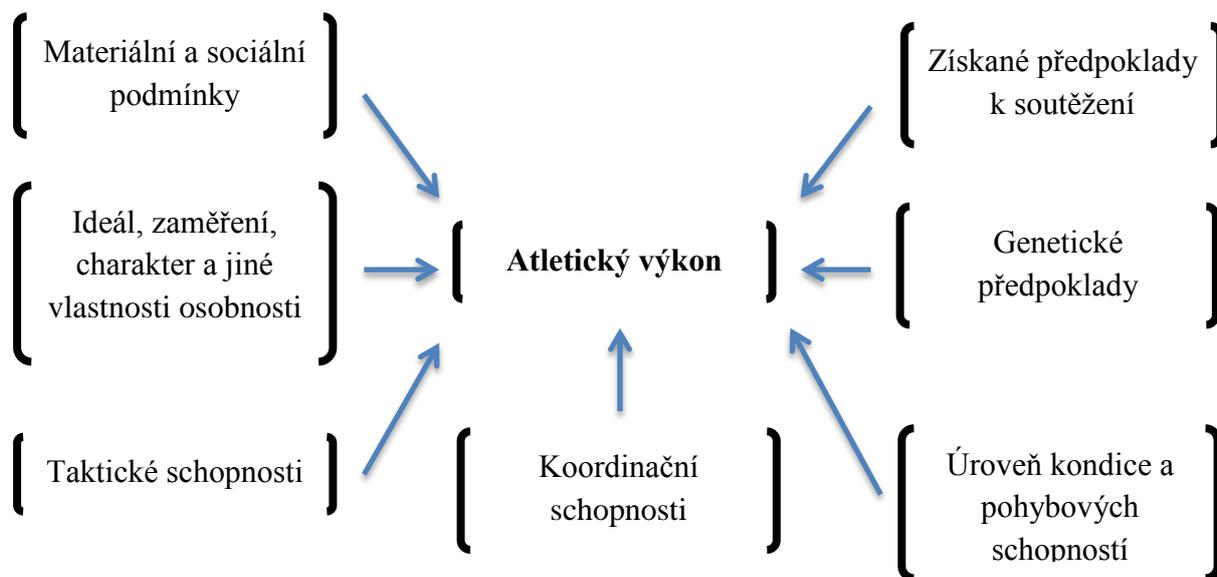 Materiální a sociální
podmínky
Získané předpoklady
k soutěžení
Ideál, zaměření,
charakter a jiné
vlastnosti osobnosti
Atletický výkon
Genetické
předpoklady
Taktické schopnosti
Koordinační
schopnosti
Úroveň kondice a
pohybových
schopností